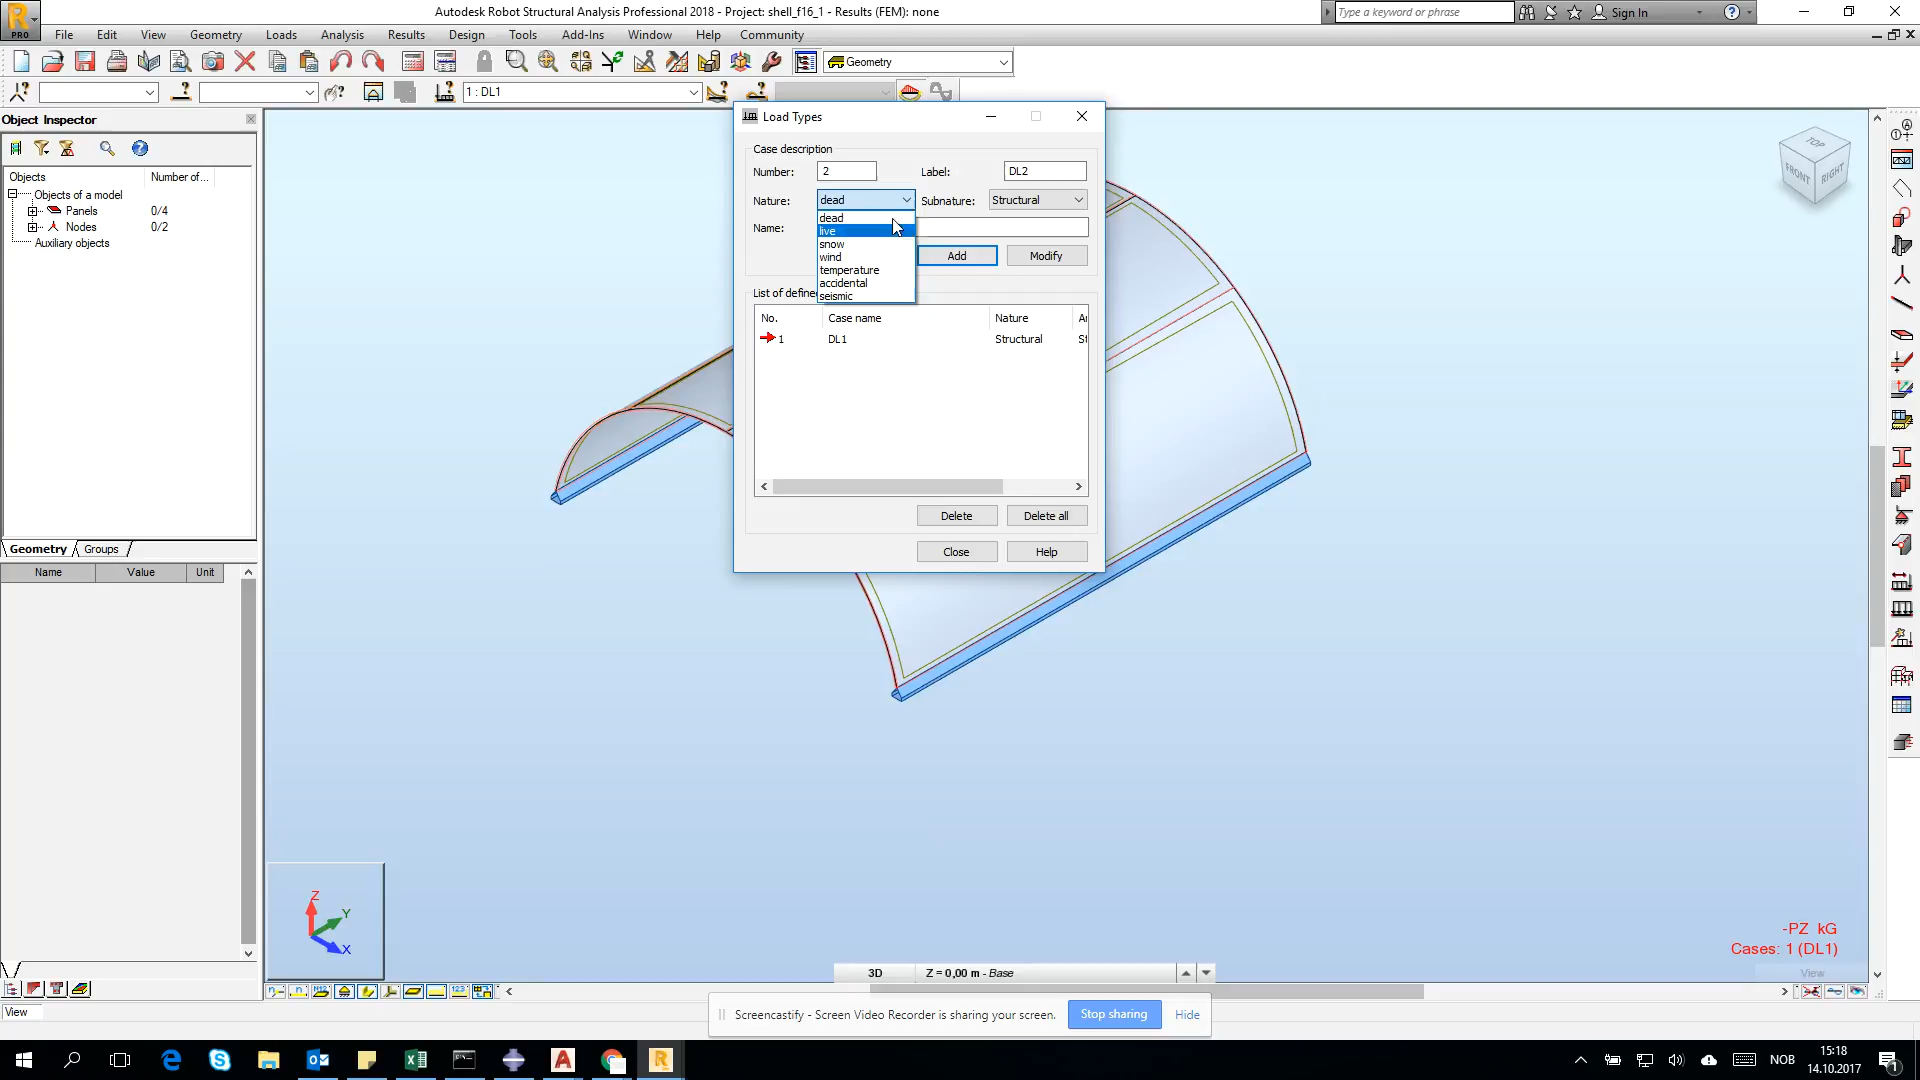 Autodesk Robot Structural Analysis Professional 2018 - Project: shell_f16_1 - Results (FEM): none
Type a keyword or phrase
Sign In
PRO
File Edit View Geometry Loads Analysis Results Design Tools Add-Ins Window Help Community
Geometry
1 : DL1
Object Inspector
Objects Number of...
Objects of a model
Panels 0/4
Nodes 0/2
Auxiliary objects
Geometry Groups
Name Value Unit
Load Types
Case description
Number: 2 Label: DL2
Nature: dead Subnature: Structural
Name:
dead
live
snow
wind
temperature
accidental
seismic
Add Modify
List of define
No. Case name Nature
1 DL1 Structural
Delete Delete all
Close Help
TOP
FRONT RIGHT
Z
Y
X
-PZ kG
Cases: 1 (DL1)
3D Z = 0,00 m - Base
View
View
Screencastify - Screen Video Recorder is sharing your screen. Stop sharing Hide
NOB
15:18
14.10.2017
1